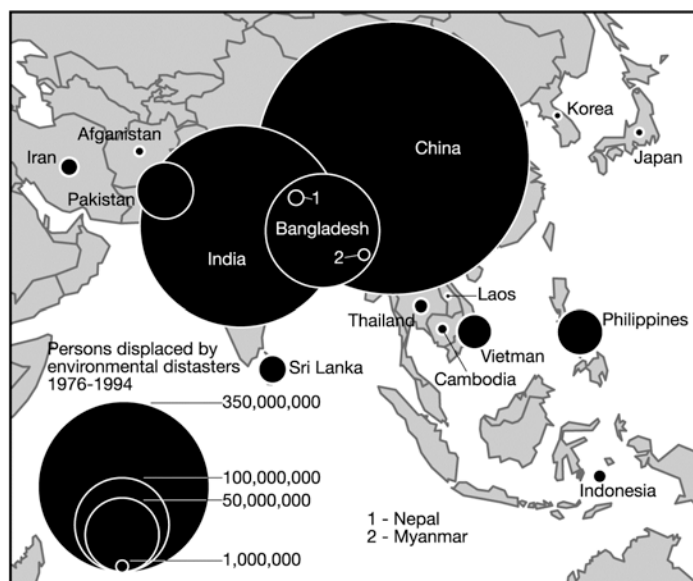 Korea
Afganistan
China
Japan
Iran
Pakistan
1
Bangladesh
India
2
Laos
Thailand
Philippines
Vietman
Cambodia
Sri Lanka
Persons displaced by
environmental distasters
1976-1994
350,000,000
100,000,000
50,000,000
1,000,000
Indonesia
1 - Nepal
2 - Myanmar